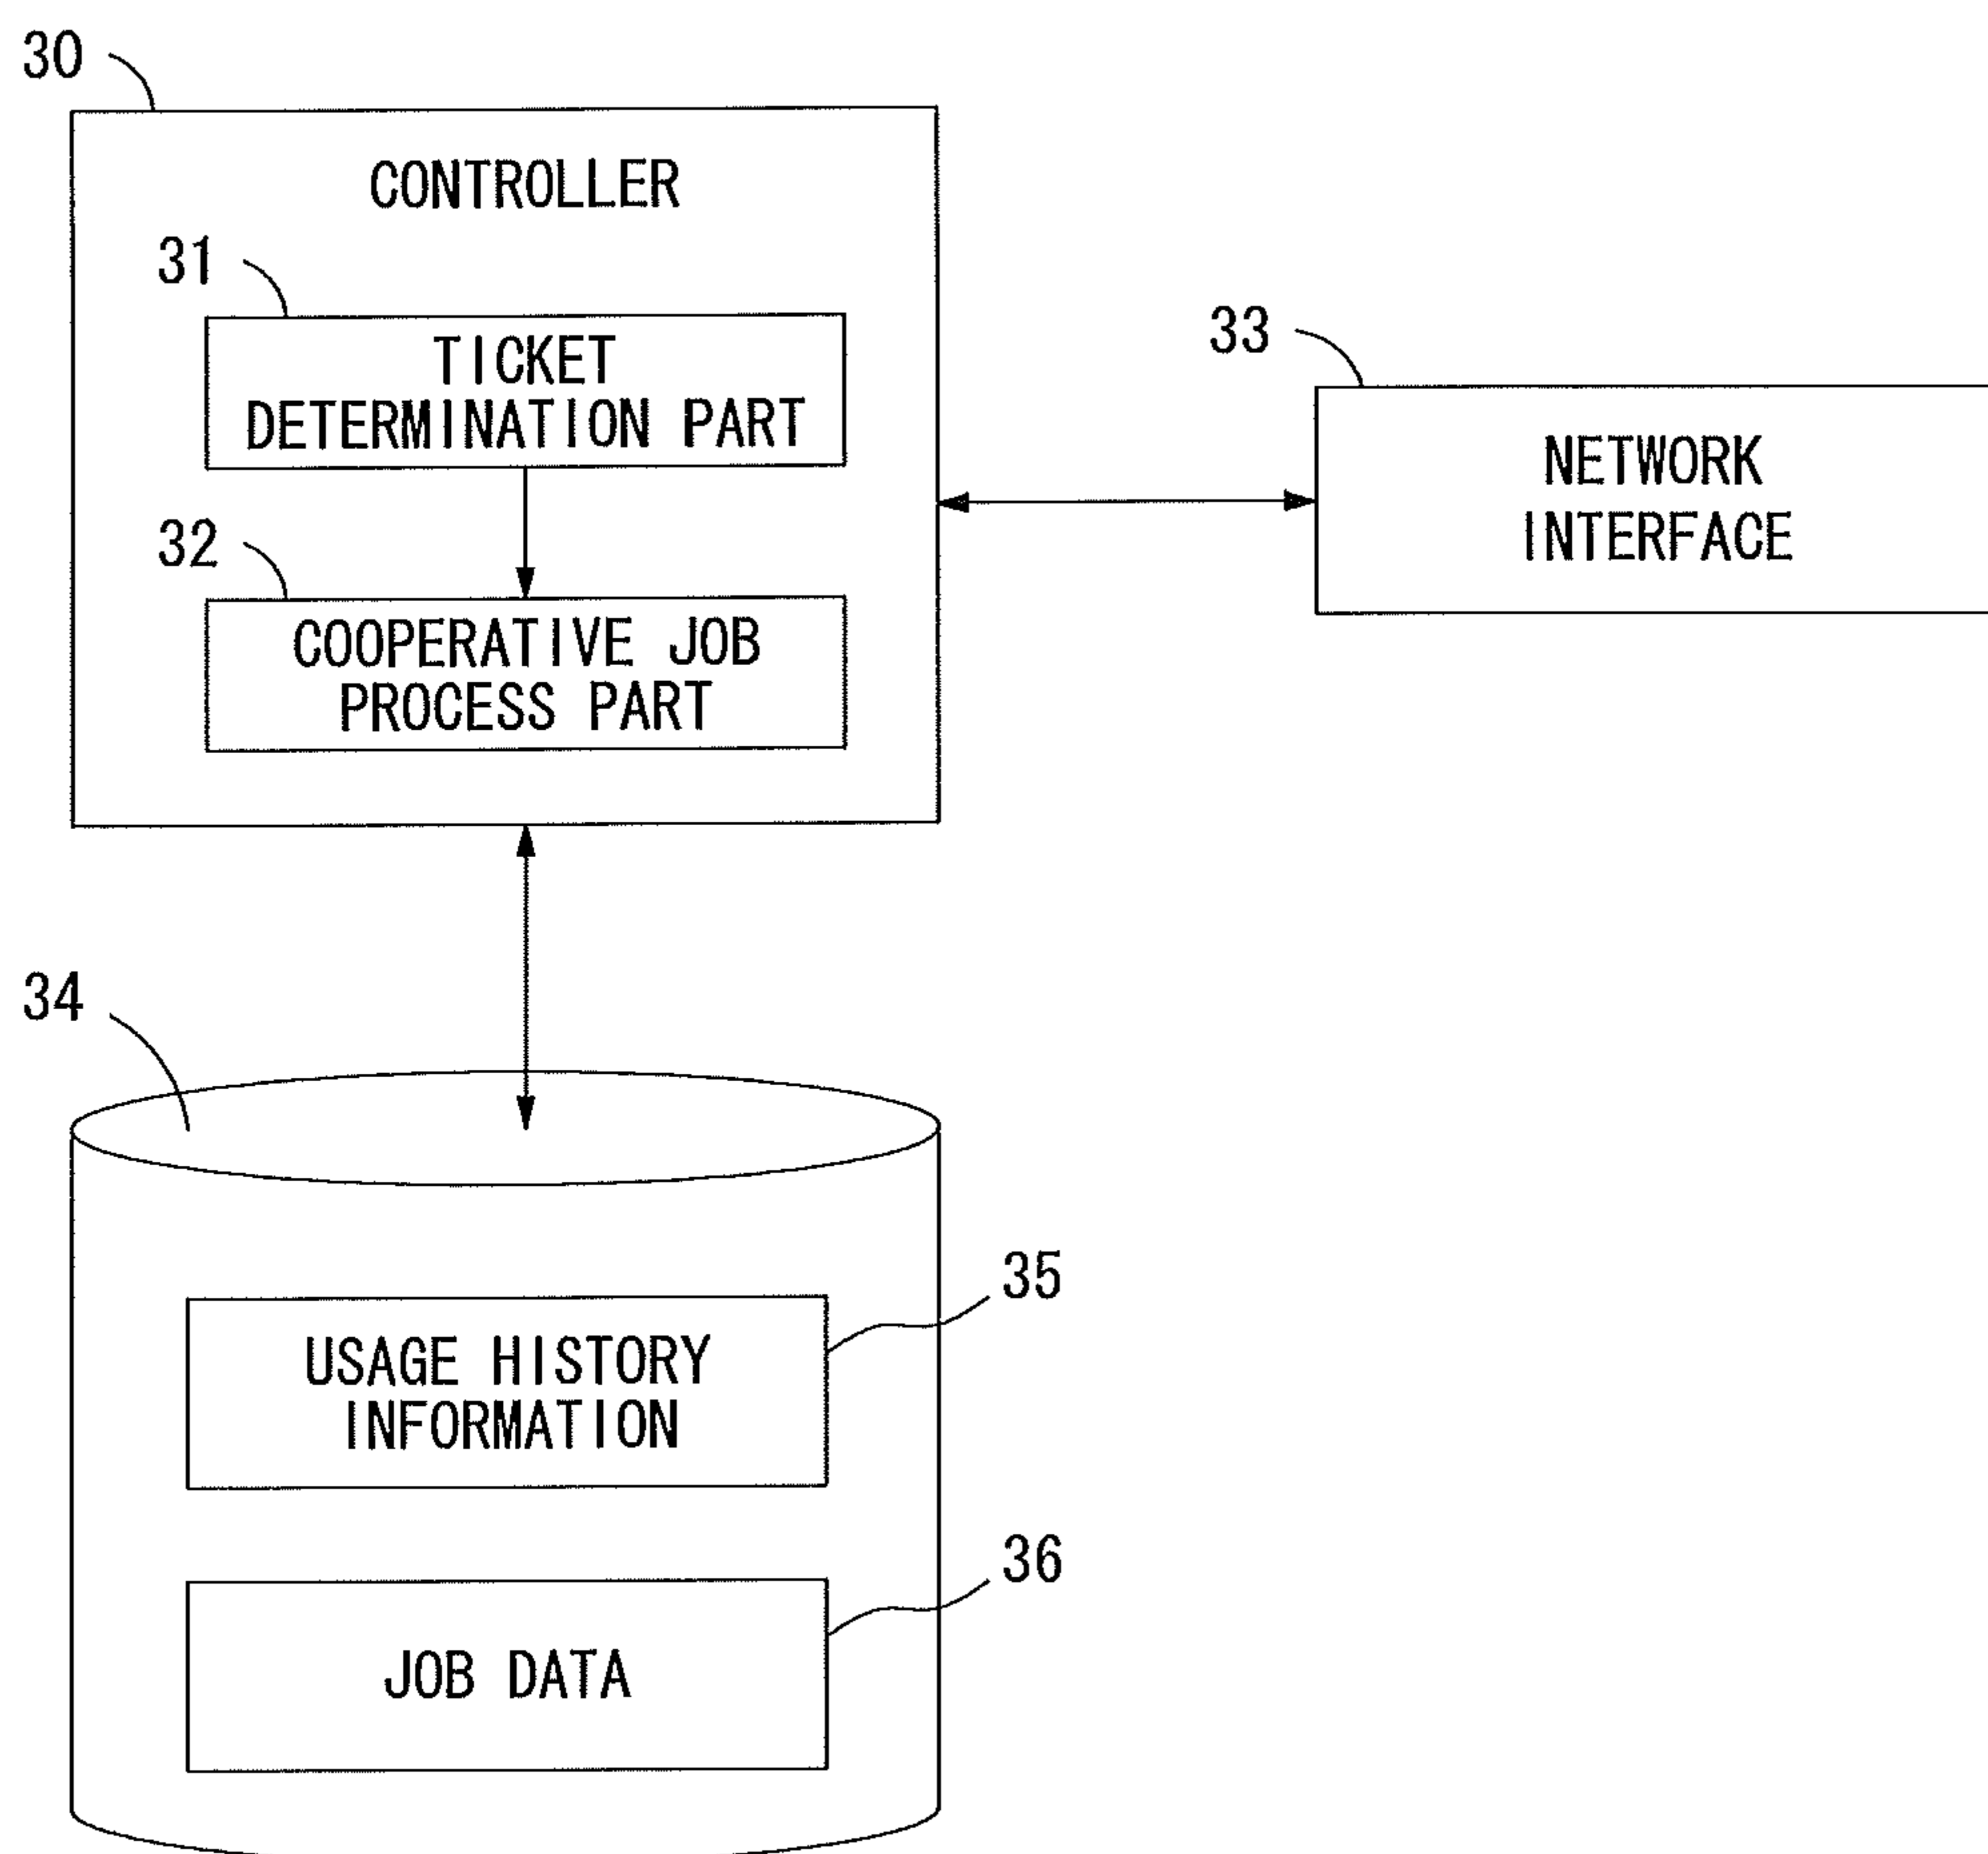 30
CONTROLLER
31
TICKET
DETERMINATION PART
32
COOPERATIVE JOB
PROCESS PART
33
NETWORK
INTERFACE
34
35
USAGE HISTORY
INFORMATION
36
JOB DATA